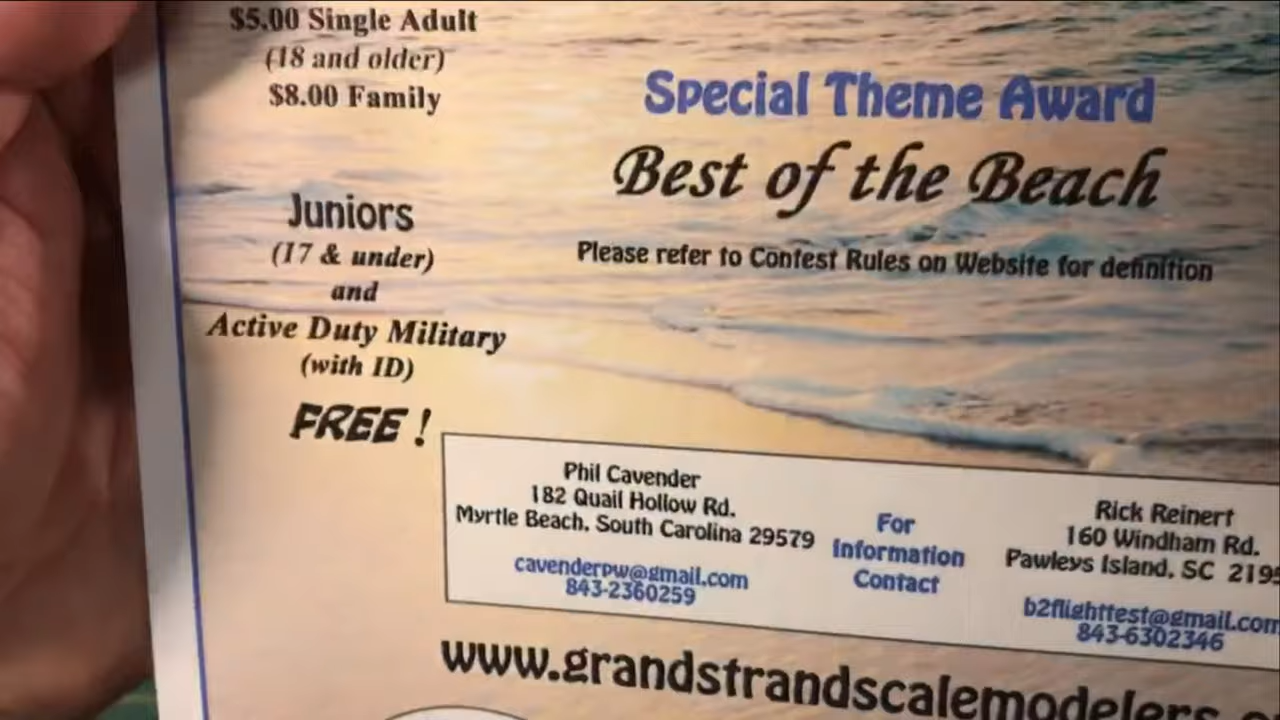 $5.00 Single Adult
(18 and older)
$8.00 Family
Juniors
(17 & under)
and
Active Duty Military
(with ID)
FREE !
Special Theme Award
Best of the Beach
Please refer to Contest Rules on Website for definition
Phil Cavender
182 Quail Hollow Rd.
Myrtle Beach, South Carolina 29579
cavenderpw@gmail.com
843-2360259
For
Information
Contact
Rick Reinert
160 Windham Rd.
Pawleys Island, SC 2195
b2flighttest@gmail.com
843-6302346
www.grandstrandscalemodelers.